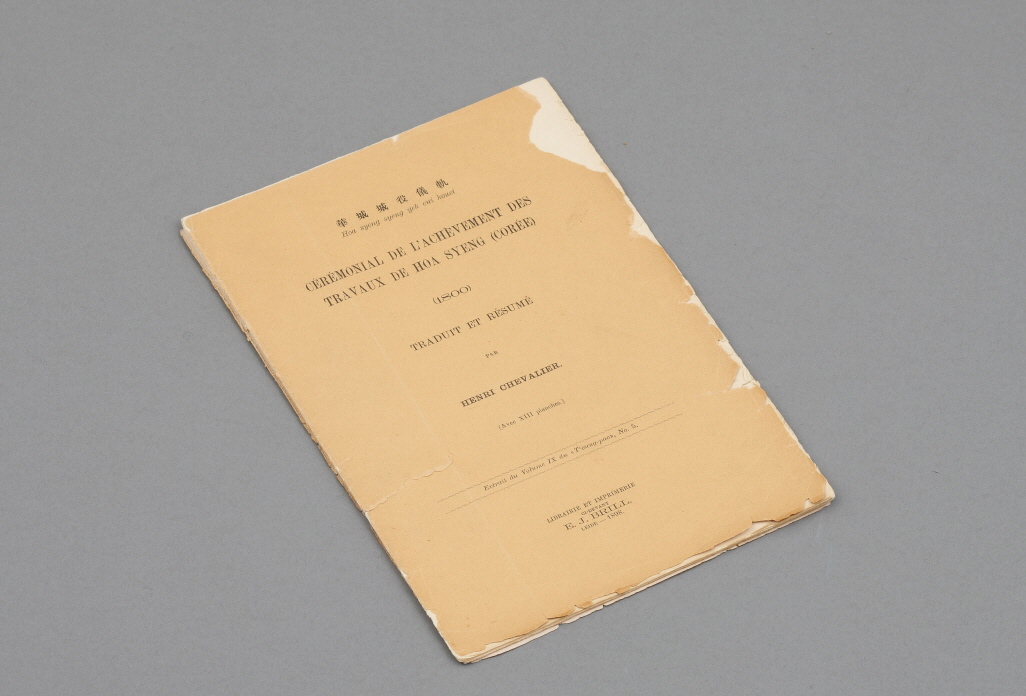 華城城役儀軌
Hoa syeng syeng yek eui kouei
CÉRÉMONIAL DE L'ACHÈVEMENT DES
TRAVAUX DE HOA SYENG (CORÉE)
(1800)
TRADUIT ET RÉSUMÉ
PAR
HENRI CHEVALIER.
(Avec XIII planches.)
Extrait du Volume IX du «T'oung-pao», No. 5.
LIBRAIRIE ET IMPRIMERIE
CI-DEVANT
E. J. BRILL.
LEIDE — 1898.